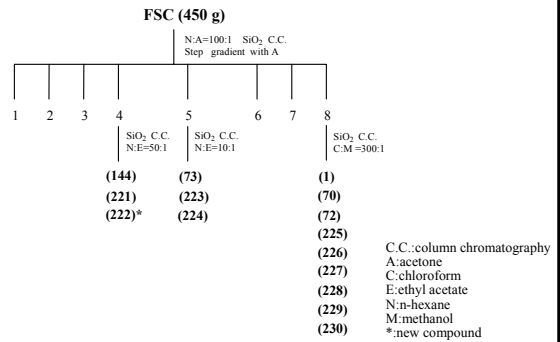 FSC (450 g)
N:A=100:1 SiO₂ C.C.
Step gradient with A
1 2 3 4 5 6 7 8
SiO₂ C.C.
N:E=50:1
SiO₂ C.C.
N:E=10:1
SiO₂ C.C.
C:M =300:1
(144)
(221)
(222)*
(73)
(223)
(224)
(1)
(70)
(72)
(225)
(226)
(227)
(228)
(229)
(230)
C.C.:column chromatography
A:acetone
C:chloroform
E:ethyl acetate
N:n-hexane
M:methanol
*:new compound